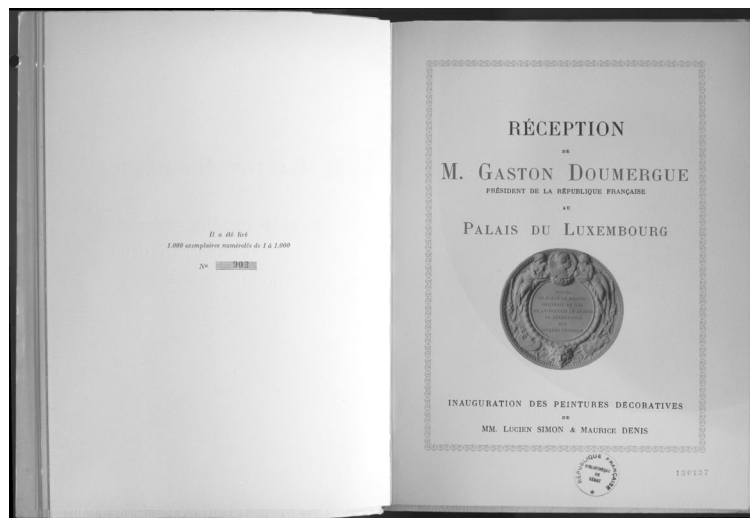 Il a été tiré
1.000 exemplaires numérotés de 1 à 1.000
Nº 902
RÉCEPTION
DE
M. GASTON DOUMERGUE
PRÉSIDENT DE LA RÉPUBLIQUE FRANÇAISE
AU
PALAIS DU LUXEMBOURG
INAUGURATION DES PEINTURES DÉCORATIVES
DE
MM. LUCIEN SIMON & MAURICE DENIS
RÉPUBLIQUE FRANÇAISE
BIBLIOTHÈQUE
DU
SÉNAT